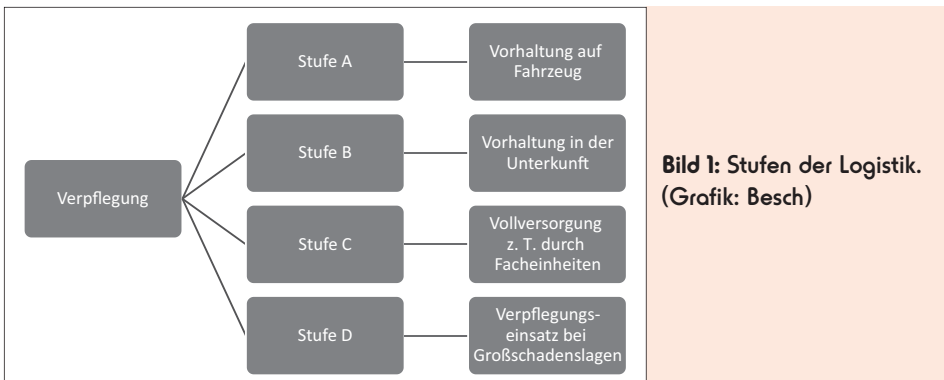 Verpflegung
Stufe A
Vorhaltung auf
Fahrzeug
Stufe B
Vorhaltung in der
Unterkunft
Stufe C
Vollversorgung
z. T. durch
Facheinheiten
Stufe D
Verpflegungs-
einsatz bei
Großschadenslagen
Bild 1: Stufen der Logistik.
(Grafik: Besch)